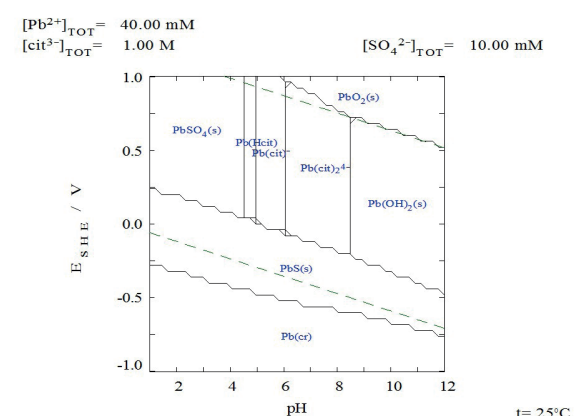 [Pb²⁺]TOT= 40.00 mM
[cit³⁻]TOT= 1.00 M [SO₄²⁻]TOT= 10.00 mM
1.0
PbO₂(s)
PbSO₄(s)
Pb(Hcit)
0.5
Pb(cit)⁻
Pb(cit)₂⁴⁻
Pb(OH)₂(s)
E SHE / V
0.0
PbS(s)
-0.5
Pb(cr)
-1.0
2 4 6 8 10 12
pH
t= 25°C